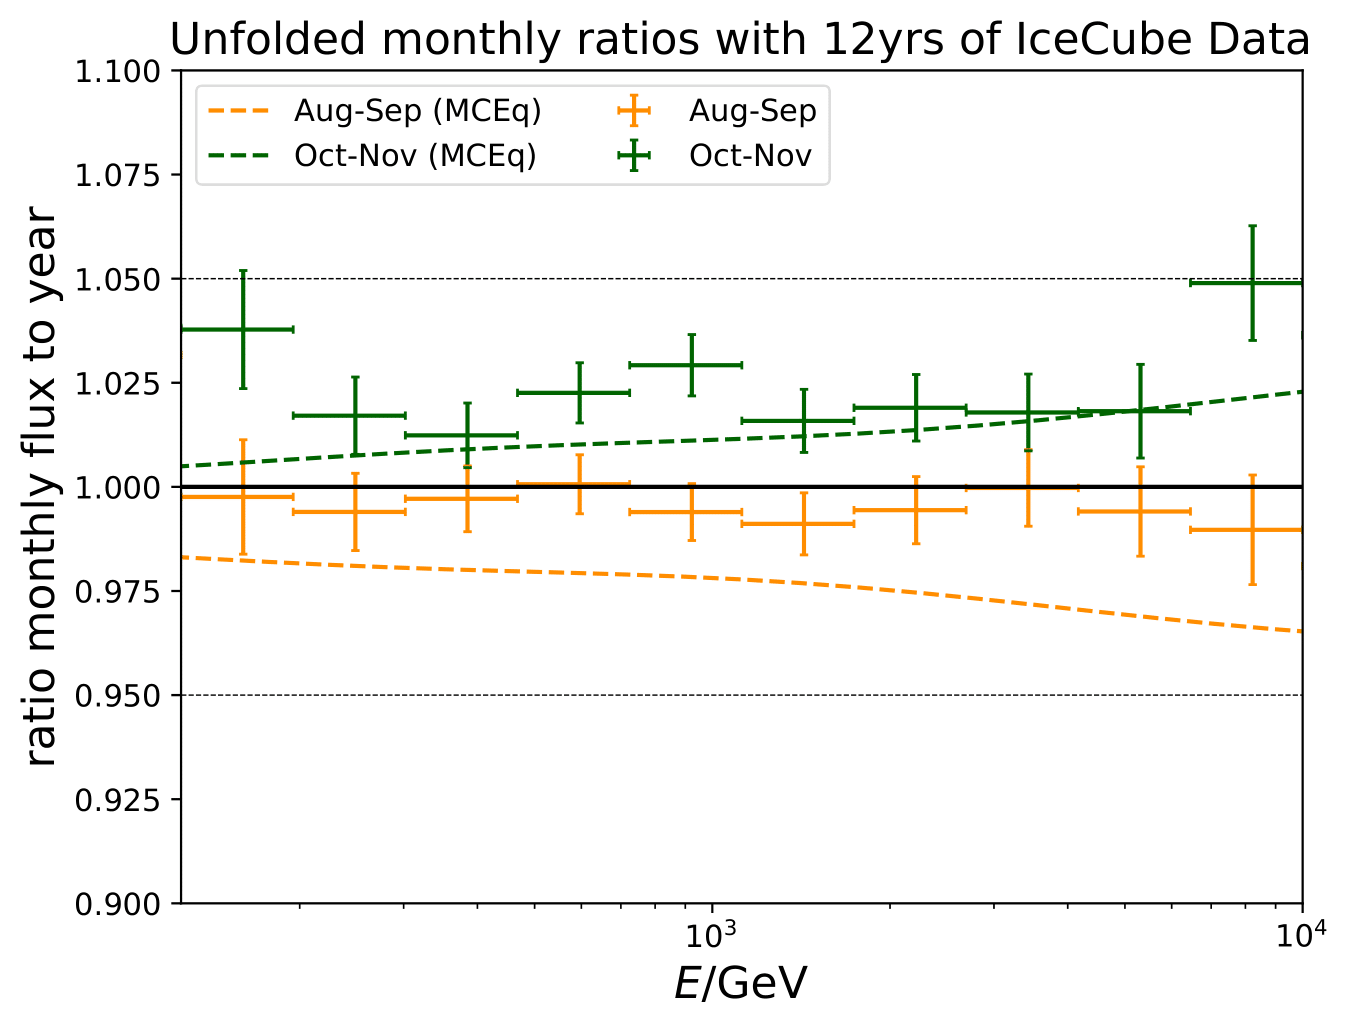 Unfolded monthly ratios with 12yrs of IceCube Data
Aug-Sep (MCEq)
Oct-Nov (MCEq)
Aug-Sep
Oct-Nov
ratio monthly flux to year
1.100
1.075
1.050
1.025
1.000
0.975
0.950
0.925
0.900
10³
10⁴
E/GeV